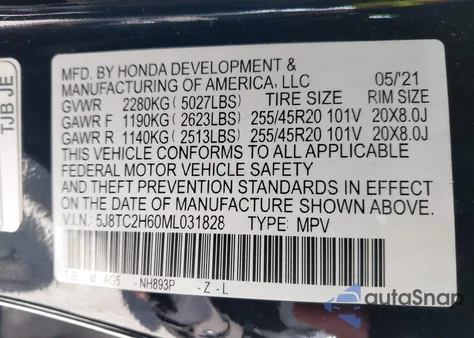 TJB JE
MFD. BY HONDA DEVELOPMENT &
MANUFACTURING OF AMERICA, LLC 05/'21
GVWR 2280KG (5027LBS) TIRE SIZE RIM SIZE
GAWR F 1190KG (2623LBS) 255/45R20 101V 20X8.0J
GAWR R 1140KG (2513LBS) 255/45R20 101V 20X8.0J
THIS VEHICLE CONFORMS TO ALL APPLICABLE
FEDERAL MOTOR VEHICLE SAFETY
AND THEFT PREVENTION STANDARDS IN EFFECT
ON THE DATE OF MANUFACTURE SHOWN ABOVE.
V.I.N.: 5J8TC2H60ML031828 TYPE: MPV
TJB M AG5 -NH893P -Z-L
autoSnap